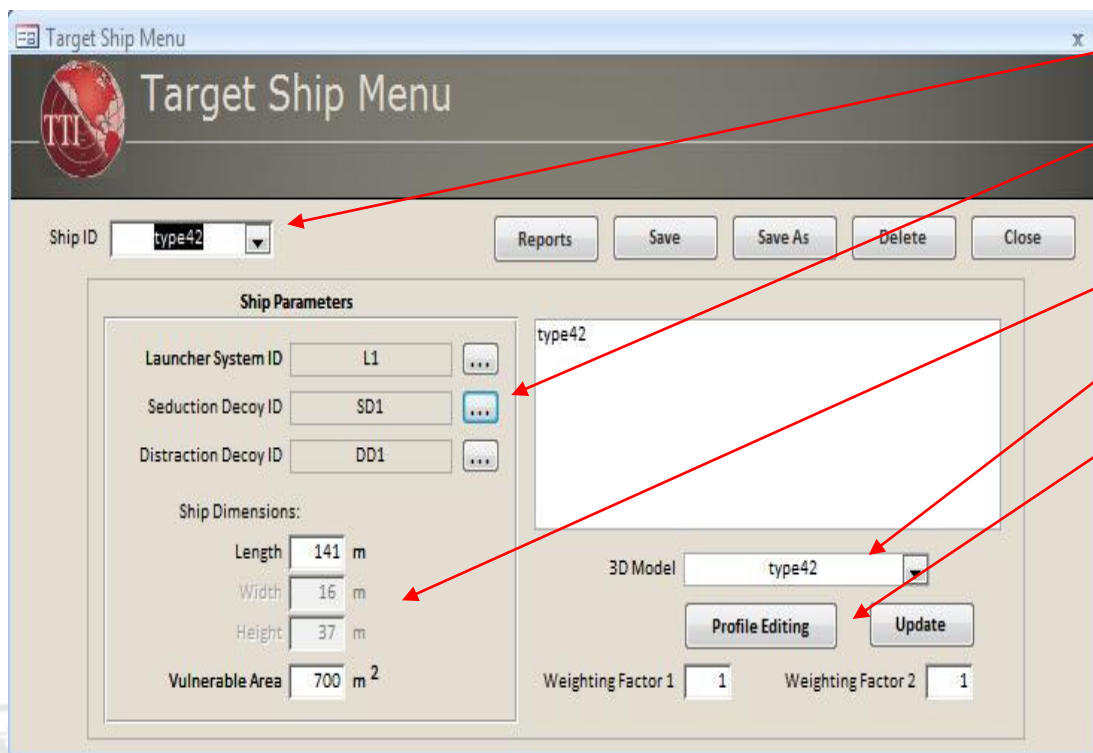 Target Ship Menu x
TTI Target Ship Menu
Ship ID type42 Reports Save Save As Delete Close
Ship Parameters
type42
Launcher System ID L1 ...
Seduction Decoy ID SD1 ...
Distraction Decoy ID DD1 ...
Ship Dimensions:
Length 141 m
Width 16 m
Height 37 m
Vulnerable Area 700 m 2
3D Model type42
Profile Editing Update
Weighting Factor 1 1 Weighting Factor 2 1